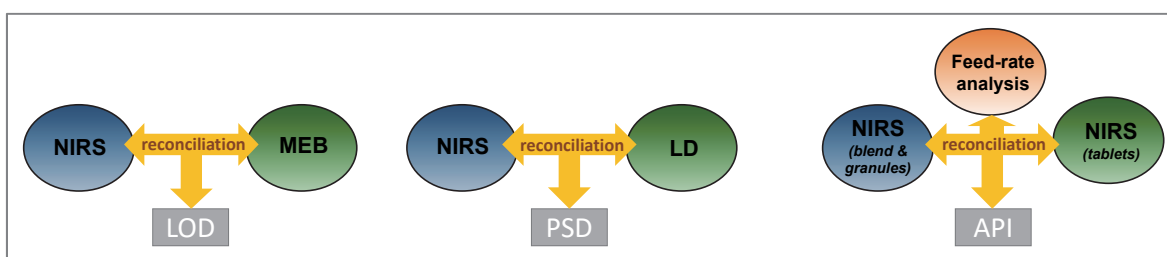 NIRS
reconciliation
MEB
LOD
NIRS
reconciliation
LD
PSD
Feed-rate
analysis
NIRS
(blend &
granules)
reconciliation
NIRS
(tablets)
API